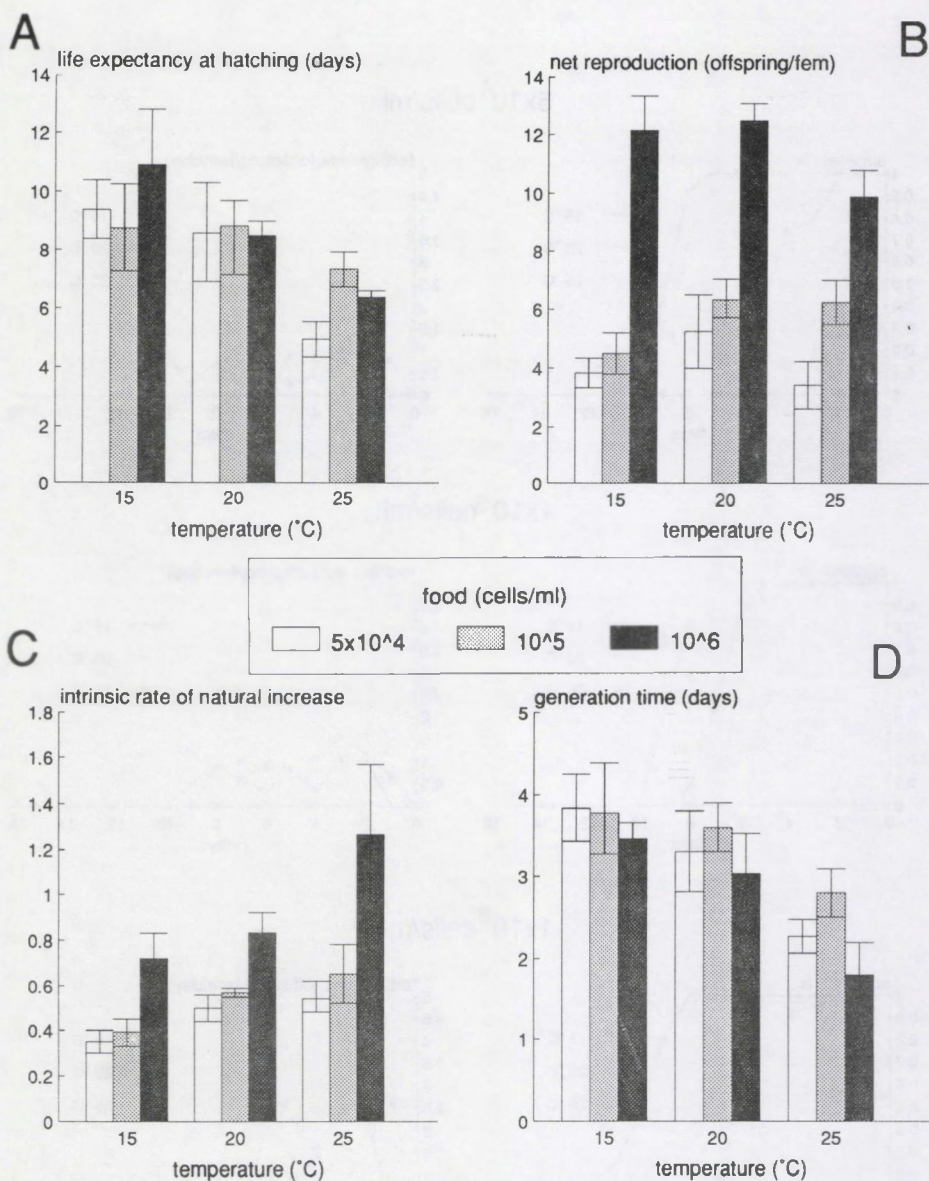 A
life expectancy at hatching (days)
14
12
10
8
6
4
2
0
15 20 25
temperature (°C)
B
net reproduction (offspring/fem)
14
12
10
8
6
4
2
0
15 20 25
temperature (°C)
food (cells/ml)
5x10^4 10^5 10^6
C
intrinsic rate of natural increase
1.8
1.6
1.4
1.2
1
0.8
0.6
0.4
0.2
0
15 20 25
temperature (°C)
D
generation time (days)
5
4
3
2
1
0
15 20 25
temperature (°C)